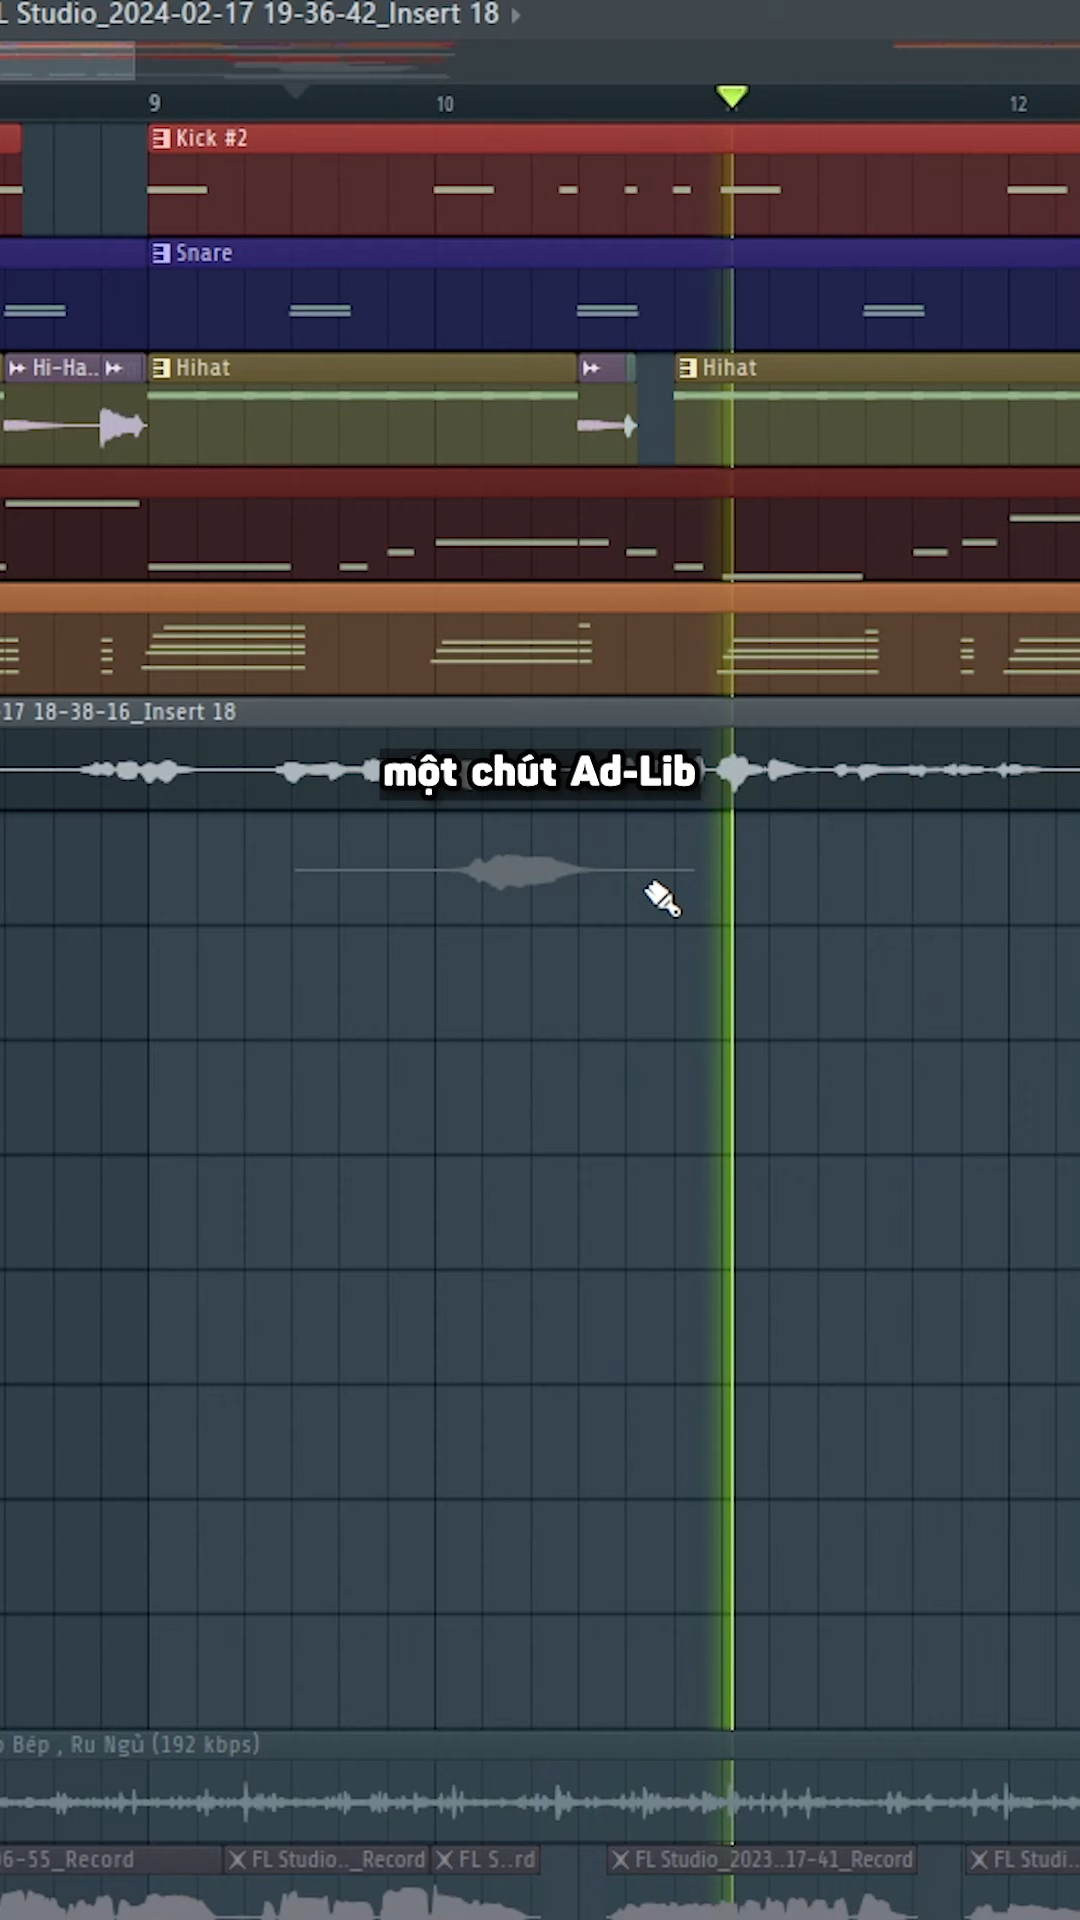 L Studio_2024-02-17 19-36-42_Insert 18
9 10 12
Kick #2
Snare
Hi-Ha.. Hihat Hihat
-17 18-38-16_Insert 18
một chút Ad-Lib
Bép , Ru Ngủ (192 kbps)
6-55_Record FL Studio.._Record FL S..rd FL Studio_2023..17-41_Record FL Studi..